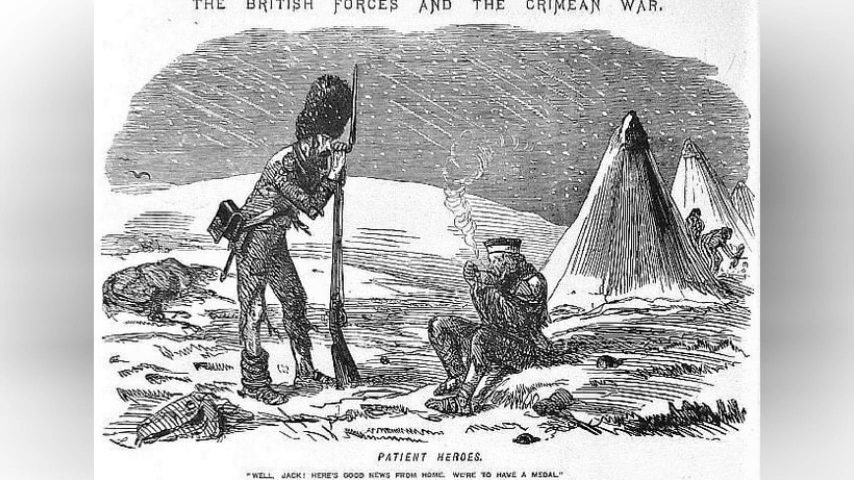 THE BRITISH FORCES AND THE CRIMEAN WAR.
PATIENT HEROES.
"WELL, JACK! HERE'S GOOD NEWS FROM HOME. WE'RE TO HAVE A MEDAL."